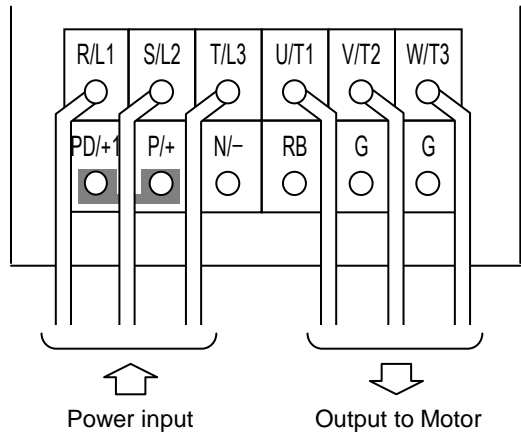 R/L1 S/L2 T/L3 U/T1 V/T2 W/T3
PD/+1 P/+ N/− RB G G
Power input Output to Motor